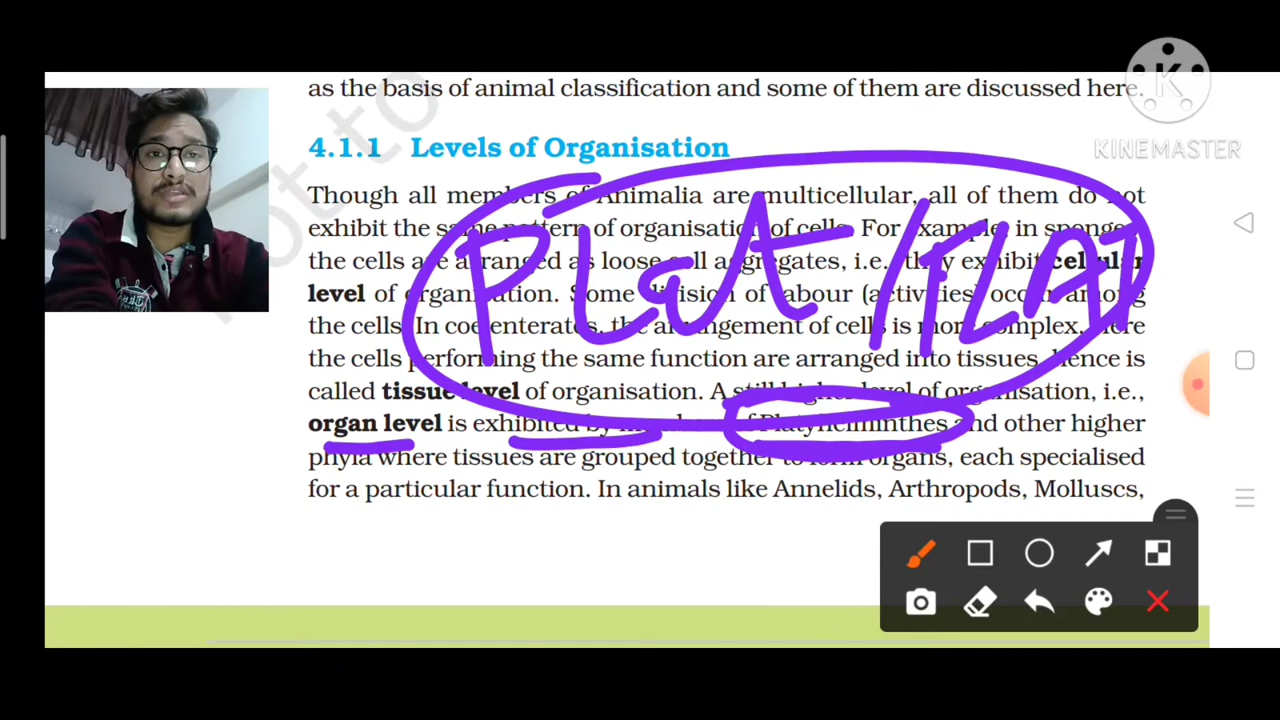 as the basis of animal classification and some of them are discussed here.
KINEMASTER
4.1.1 Levels of Organisation
Though all members of Animalia are multicellular, all of them do not
exhibit the same pattern of organisation of cells. For example, in sponges,
the cells are arranged as loose cell aggregates, i.e., they exhibit cellular
level of organisation. Some division of labour (activities) occur among
the cells. In coelenterates, the arrangement of cells is more complex. Here
the cells performing the same function are arranged into tissues, hence is
called tissue level of organisation. A still higher level of organisation, i.e.,
organ level is exhibited by members of Platyhelminthes and other higher
phyla where tissues are grouped together to form organs, each specialised
for a particular function. In animals like Annelids, Arthropods, Molluscs,
Plat / FLAT
not to